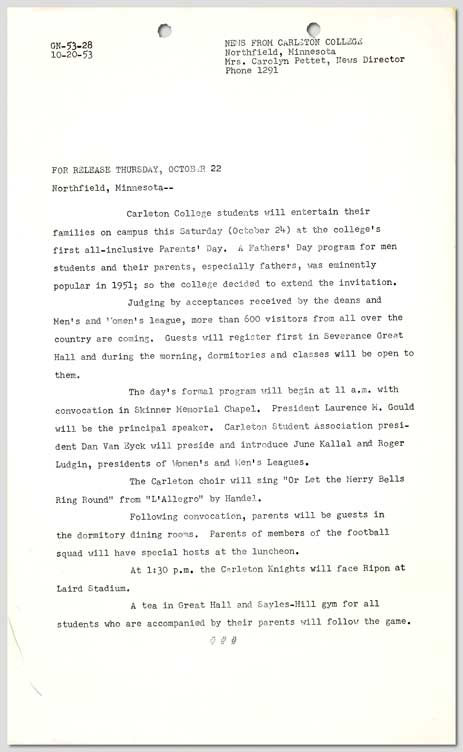 GN-53-28
10-20-53
NEWS FROM CARLETON COLLEGE
Northfield, Minnesota
Mrs. Carolyn Pettet, News Director
Phone 1291
FOR RELEASE THURSDAY, OCTOBER 22
Northfield, Minnesota--
Carleton College students will entertain their
families on campus this Saturday (October 24) at the college's
first all-inclusive Parents' Day. A Fathers' Day program for men
students and their parents, especially fathers, was eminently
popular in 1951; so the college decided to extend the invitation.
Judging by acceptances received by the deans and
Men's and Women's league, more than 600 visitors from all over the
country are coming. Guests will register first in Severance Great
Hall and during the morning, dormitories and classes will be open to
them.
The day's formal program will begin at 11 a.m. with
convocation in Skinner Memorial Chapel. President Laurence M. Gould
will be the principal speaker. Carleton Student Association presi-
dent Dan Van Eyck will preside and introduce June Kallal and Roger
Ludgin, presidents of Women's and Men's Leagues.
The Carleton choir will sing "Or Let the Merry Bells
Ring Round" from "L'Allegro" by Handel.
Following convocation, parents will be guests in
the dormitory dining rooms. Parents of members of the football
squad will have special hosts at the luncheon.
At 1:30 p.m. the Carleton Knights will face Ripon at
Laird Stadium.
A tea in Great Hall and Sayles-Hill gym for all
students who are accompanied by their parents will follow the game.
# # #